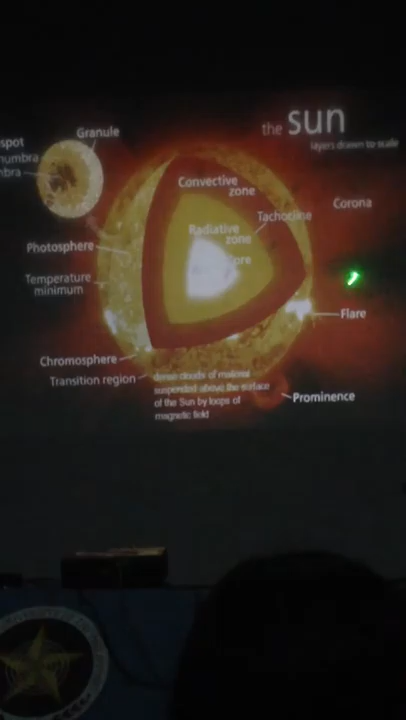 the sun
layers drawn to scale
spot
Granule
Convective
zone
Corona
Tachocline
Radiative
zone
ore
Photosphere
Temperature
minimum
Flare
Chromosphere
Transition region
dense clouds of material
suspended above the surface
of the Sun by loops of
magnetic field
Prominence